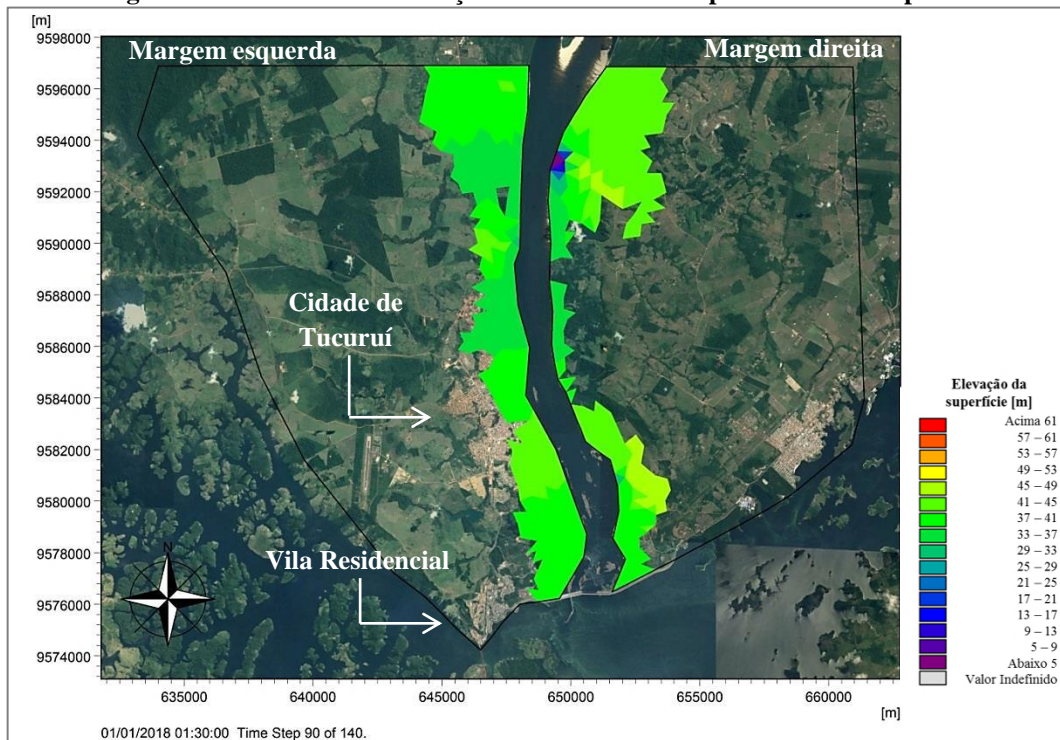 [m]
9598000
9596000
9594000
9592000
9590000
9588000
9586000
9584000
9582000
9580000
9578000
9576000
9574000
Margem esquerda
Margem direita
Cidade de
Tucuruí
Vila Residencial
N
635000
640000
645000
650000
655000
660000
[m]
01/01/2018 01:30:00 Time Step 90 of 140.
Elevação da
superfície [m]
Acima 61
57 – 61
53 – 57
49 – 53
45 – 49
41 – 45
37 – 41
33 – 37
29 – 33
25 – 29
21 – 25
17 – 21
13 – 17
9 – 13
5 – 9
Abaixo 5
Valor Indefinido